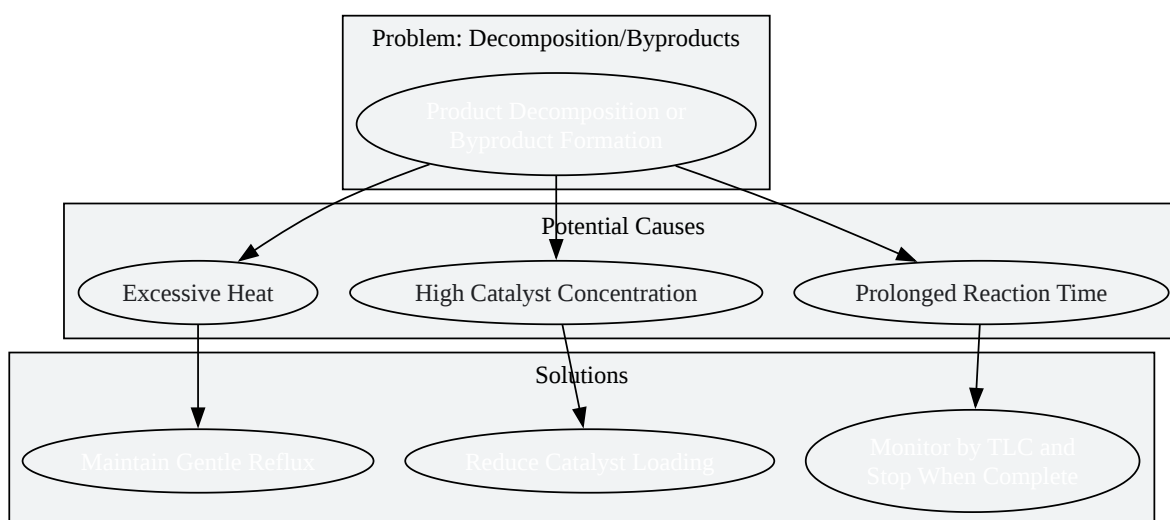 Problem: Decomposition/Byproducts
Product Decomposition or
Byproduct Formation
Potential Causes
Excessive Heat
High Catalyst Concentration
Prolonged Reaction Time
Solutions
Maintain Gentle Reflux
Reduce Catalyst Loading
Monitor by TLC and
Stop When Complete